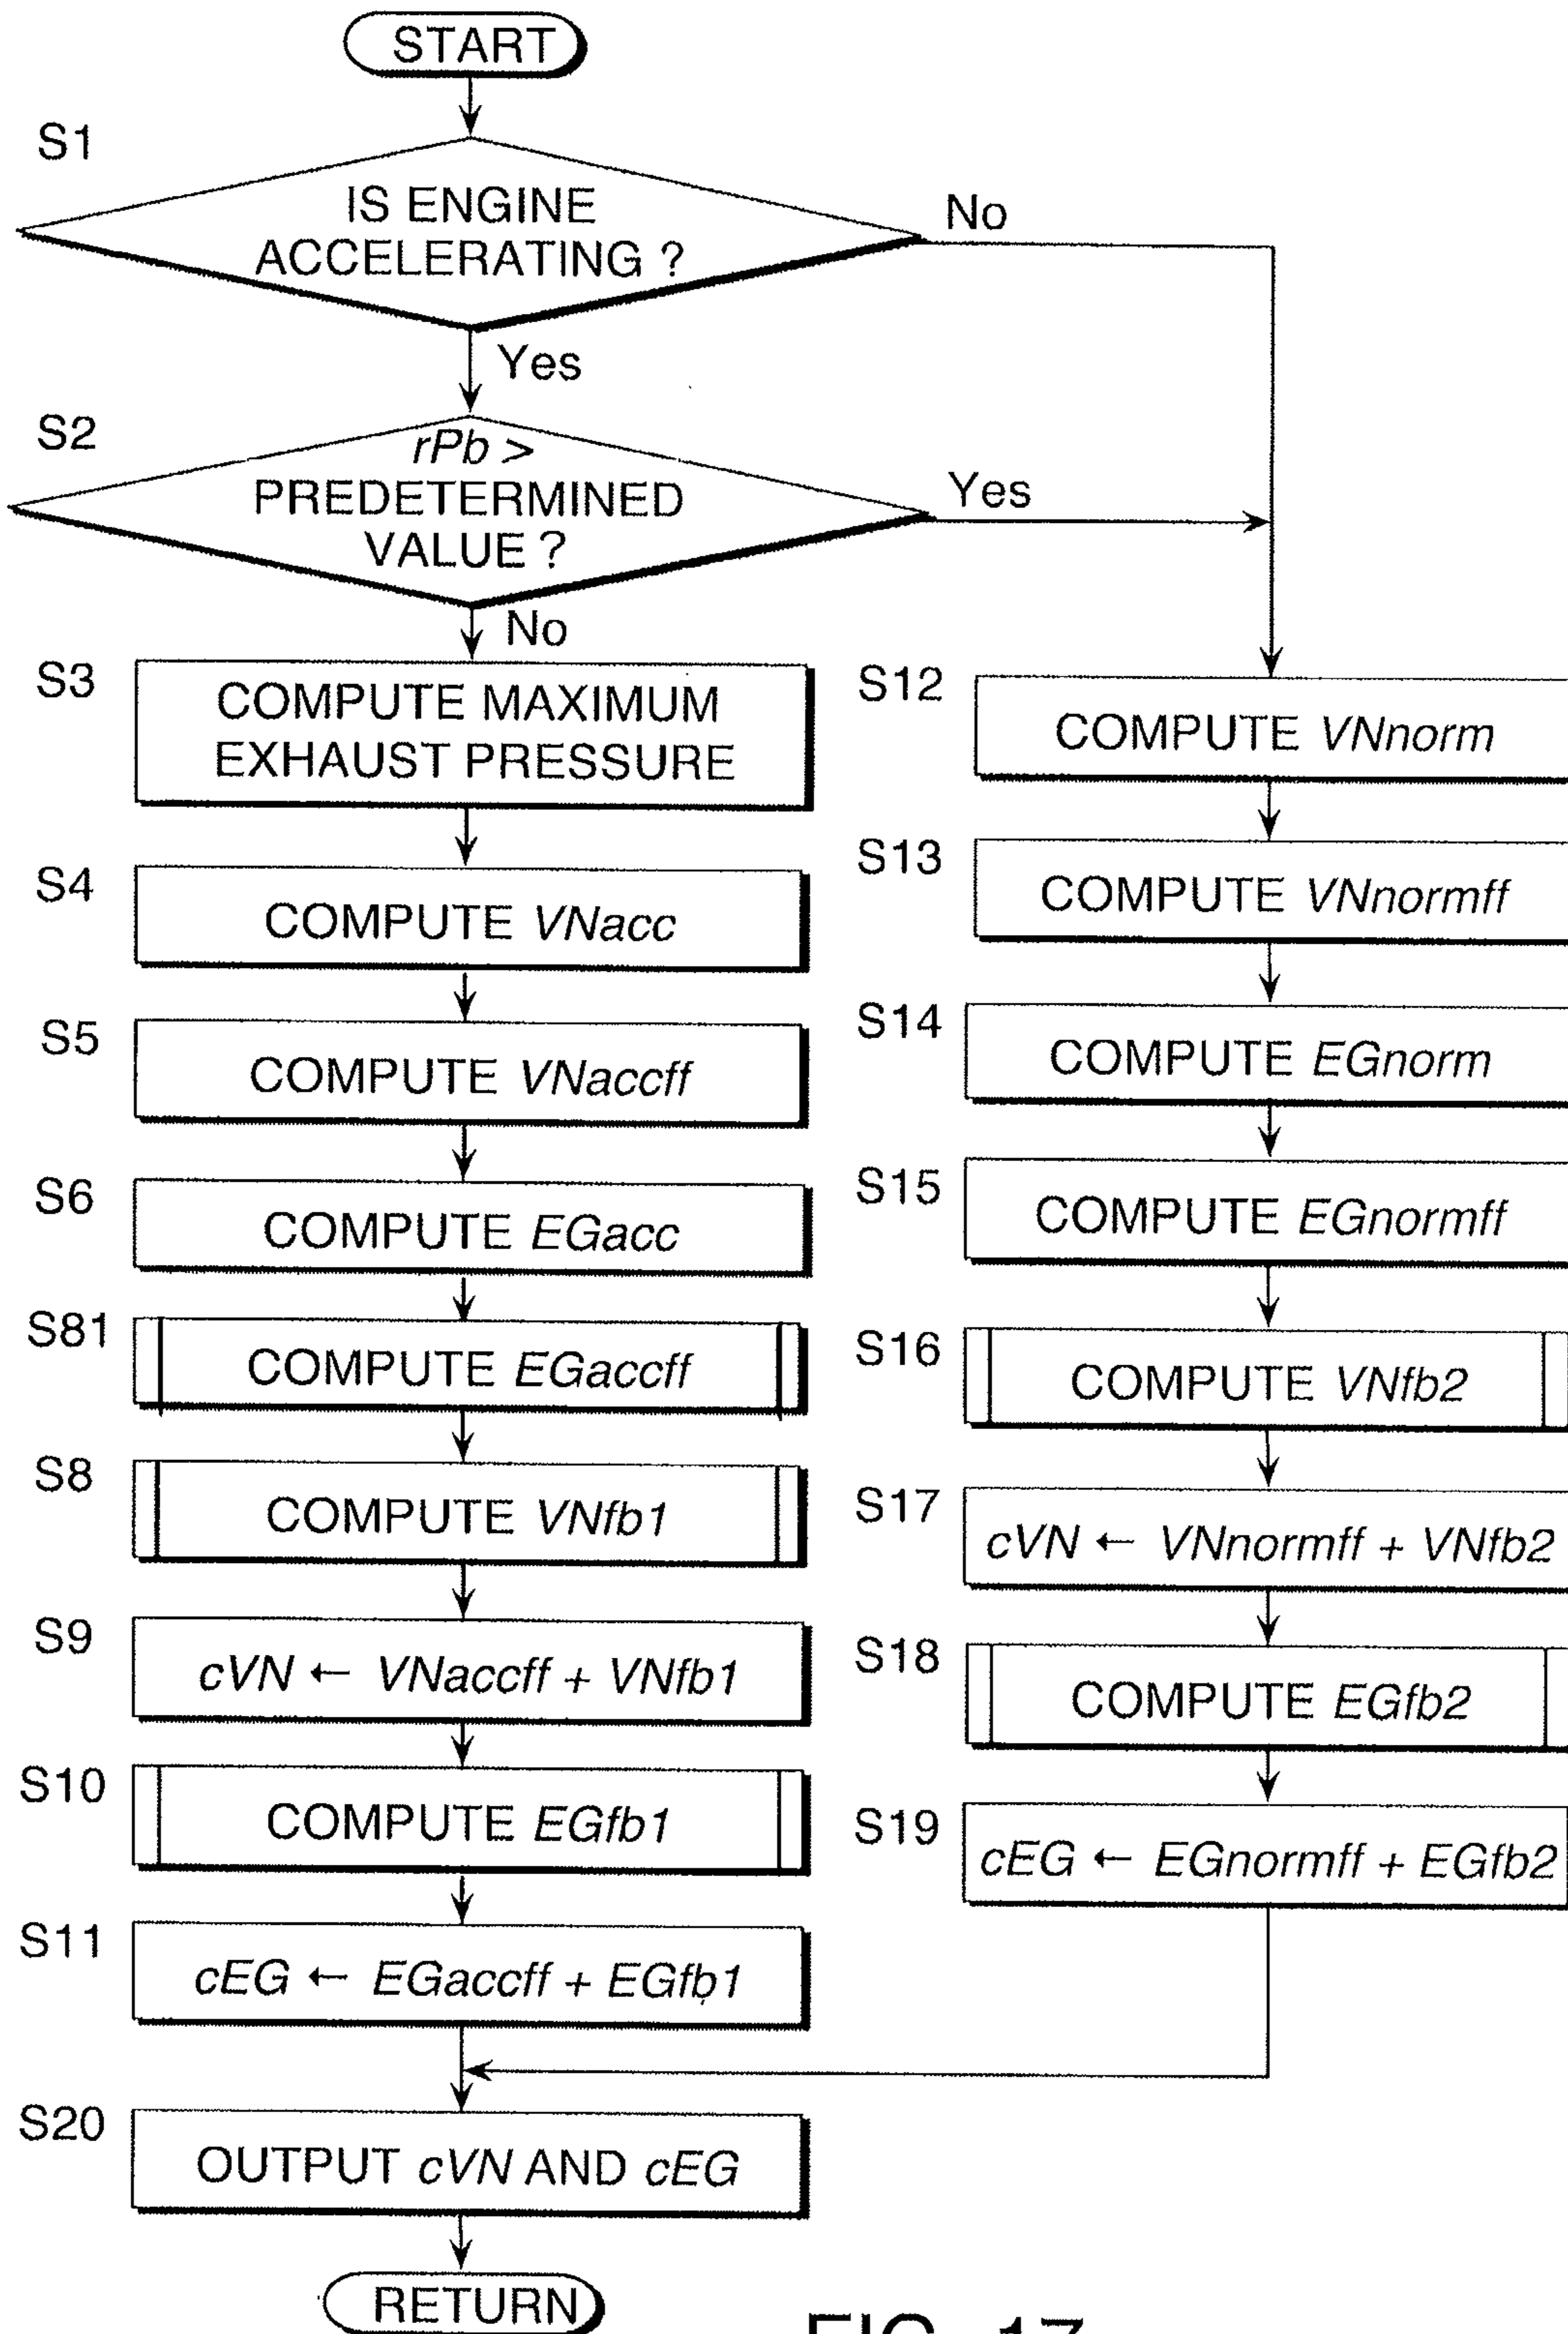 START
S1
IS ENGINE
ACCELERATING ?
No
Yes
S2
rPb >
PREDETERMINED
VALUE ?
Yes
No
S3
COMPUTE MAXIMUM
EXHAUST PRESSURE
S4
COMPUTE VNacc
S5
COMPUTE VNaccff
S6
COMPUTE EGacc
S81
COMPUTE EGaccff
S8
COMPUTE VNfb1
S9
cVN ← VNaccff + VNfb1
S10
COMPUTE EGfb1
S11
cEG ← EGaccff + EGfb1
S12
COMPUTE VNnorm
S13
COMPUTE VNnormff
S14
COMPUTE EGnorm
S15
COMPUTE EGnormff
S16
COMPUTE VNfb2
S17
cVN ← VNnormff + VNfb2
S18
COMPUTE EGfb2
S19
cEG ← EGnormff + EGfb2
S20
OUTPUT cVN AND cEG
RETURN
FIG. 17